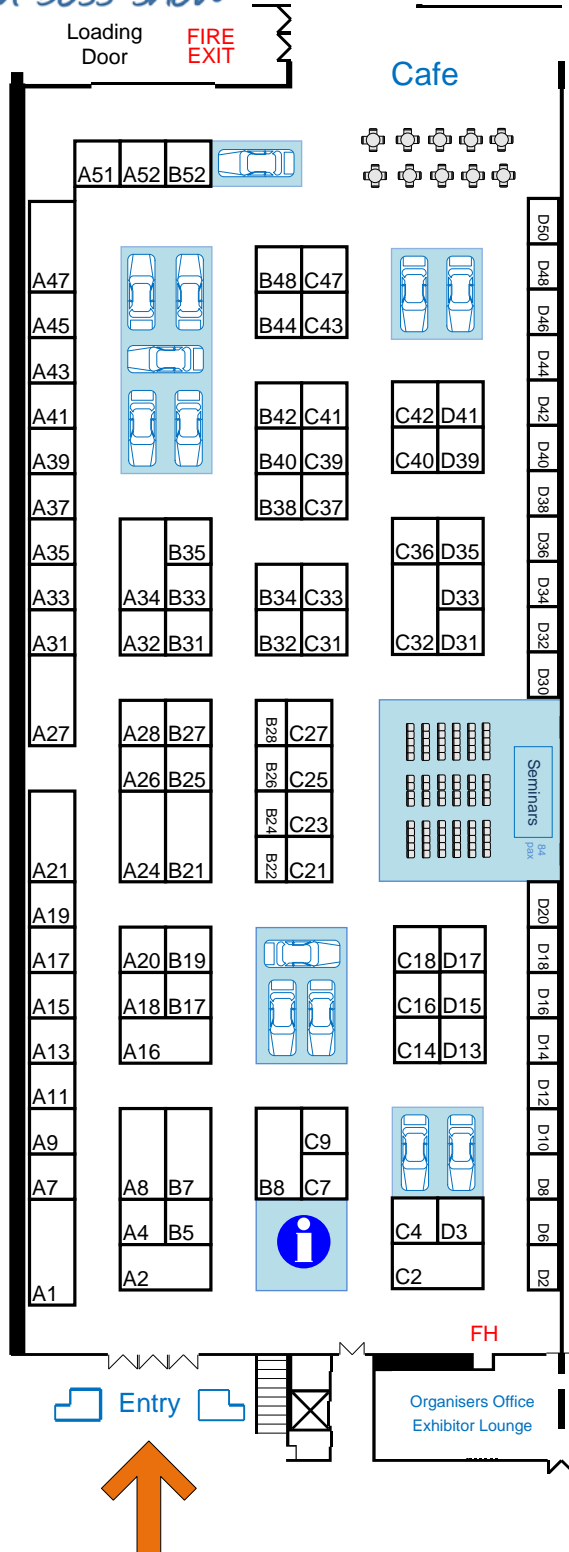 Loading
Door
FIRE
EXIT
Cafe
A51 A52 B52
D50
A47 B48 C47 D48
A45 B44 C43 D46
A43 D44
A41 B42 C41 C42 D41 D42
A39 B40 C39 C40 D39 D40
A37 B38 C37 D38
A35 B35 C36 D35 D36
A33 A34 B33 B34 C33 D33 D34
A31 A32 B31 B32 C31 C32 D31 D32
D30
A27 A28 B27 B28 C27
A26 B25 B26 C25
Seminars
84
pax
B24 C23
A21 A24 B21 B22 C21
A19 D20
A17 A20 B19 C18 D17 D18
A15 A18 B17 C16 D15 D16
A13 A16 C14 D13 D14
A11 D12
A9 C9 D10
A7 A8 B7 B8 C7 D8
A4 B5 C4 D3 D6
A1 A2 i C2 D2
FH
Entry
Organisers Office
Exhibitor Lounge